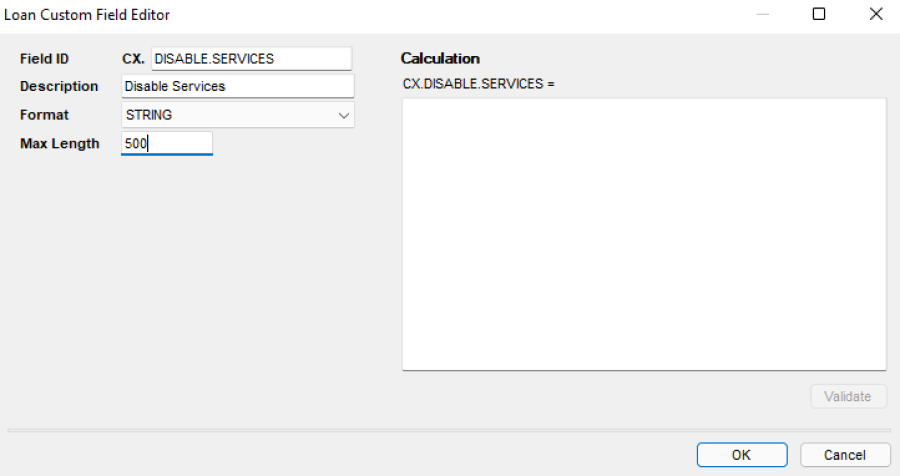 Loan Custom Field Editor
Field ID CX. DISABLE.SERVICES
Description Disable Services
Format STRING
Max Length 500
Calculation
CX.DISABLE.SERVICES =
Validate
OK Cancel